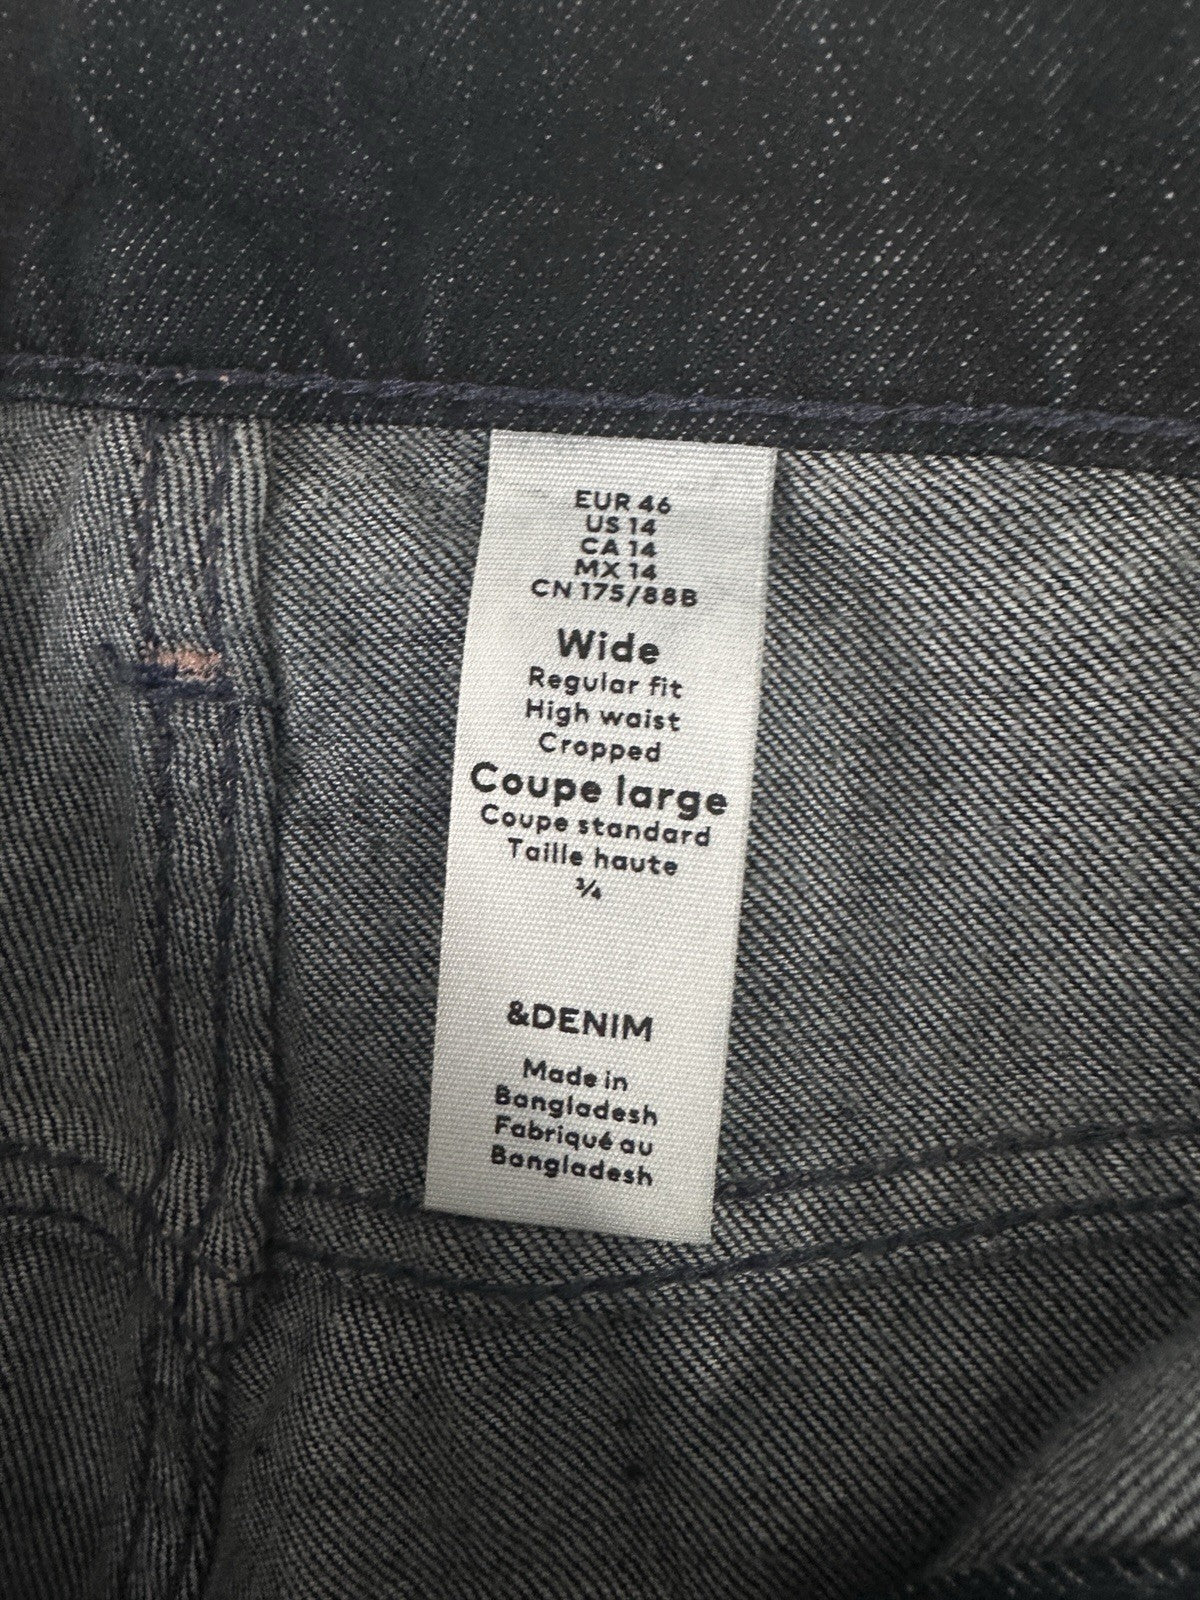 EUR 46
US 14
CA 14
MX 14
CN 175/88B
Wide
Regular fit
High waist
Cropped
Coupe large
Coupe standard
Taille haute
¾
&DENIM
Made in
Bangladesh
Fabriqué au
Bangladesh